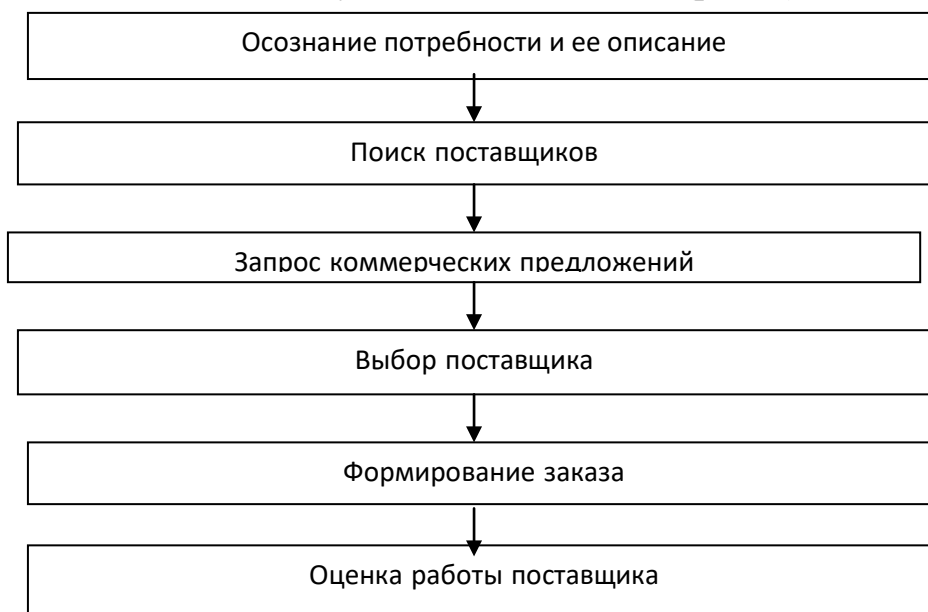 Осознание потребности и ее описание
Поиск поставщиков
Запрос коммерческих предложений
Выбор поставщика
Формирование заказа
Оценка работы поставщика